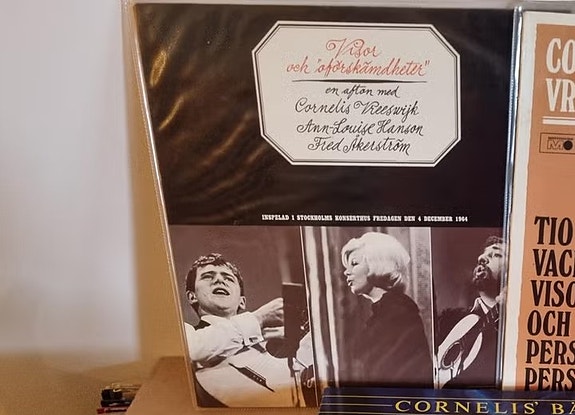 Visor
och "oförskämdheter"
en afton med
Cornelis Vreeswijk
Ann-Louise Hanson
Fred Åkerström
INSPELAD I STOCKHOLMS KONSERTHUS FREDAGEN DEN 4 DECEMBER 1964
CO
VR
TIO
VACK
VISO
OCH
PERS
PERS
CORNELIS' BÄ